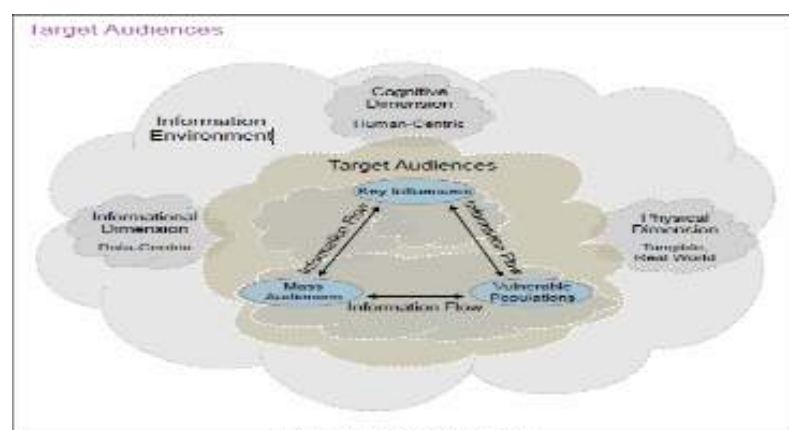 Target Audiences
Cognitive
Dimension
Human-Centric
Information
Environment
Target Audiences
Key Influencers
Informational
Dimension
Data-Centric
Physical
Dimension
Tangible,
Real World
Information Flow
Information Flow
Mass
Audiences
Vulnerable
Populations
Information Flow